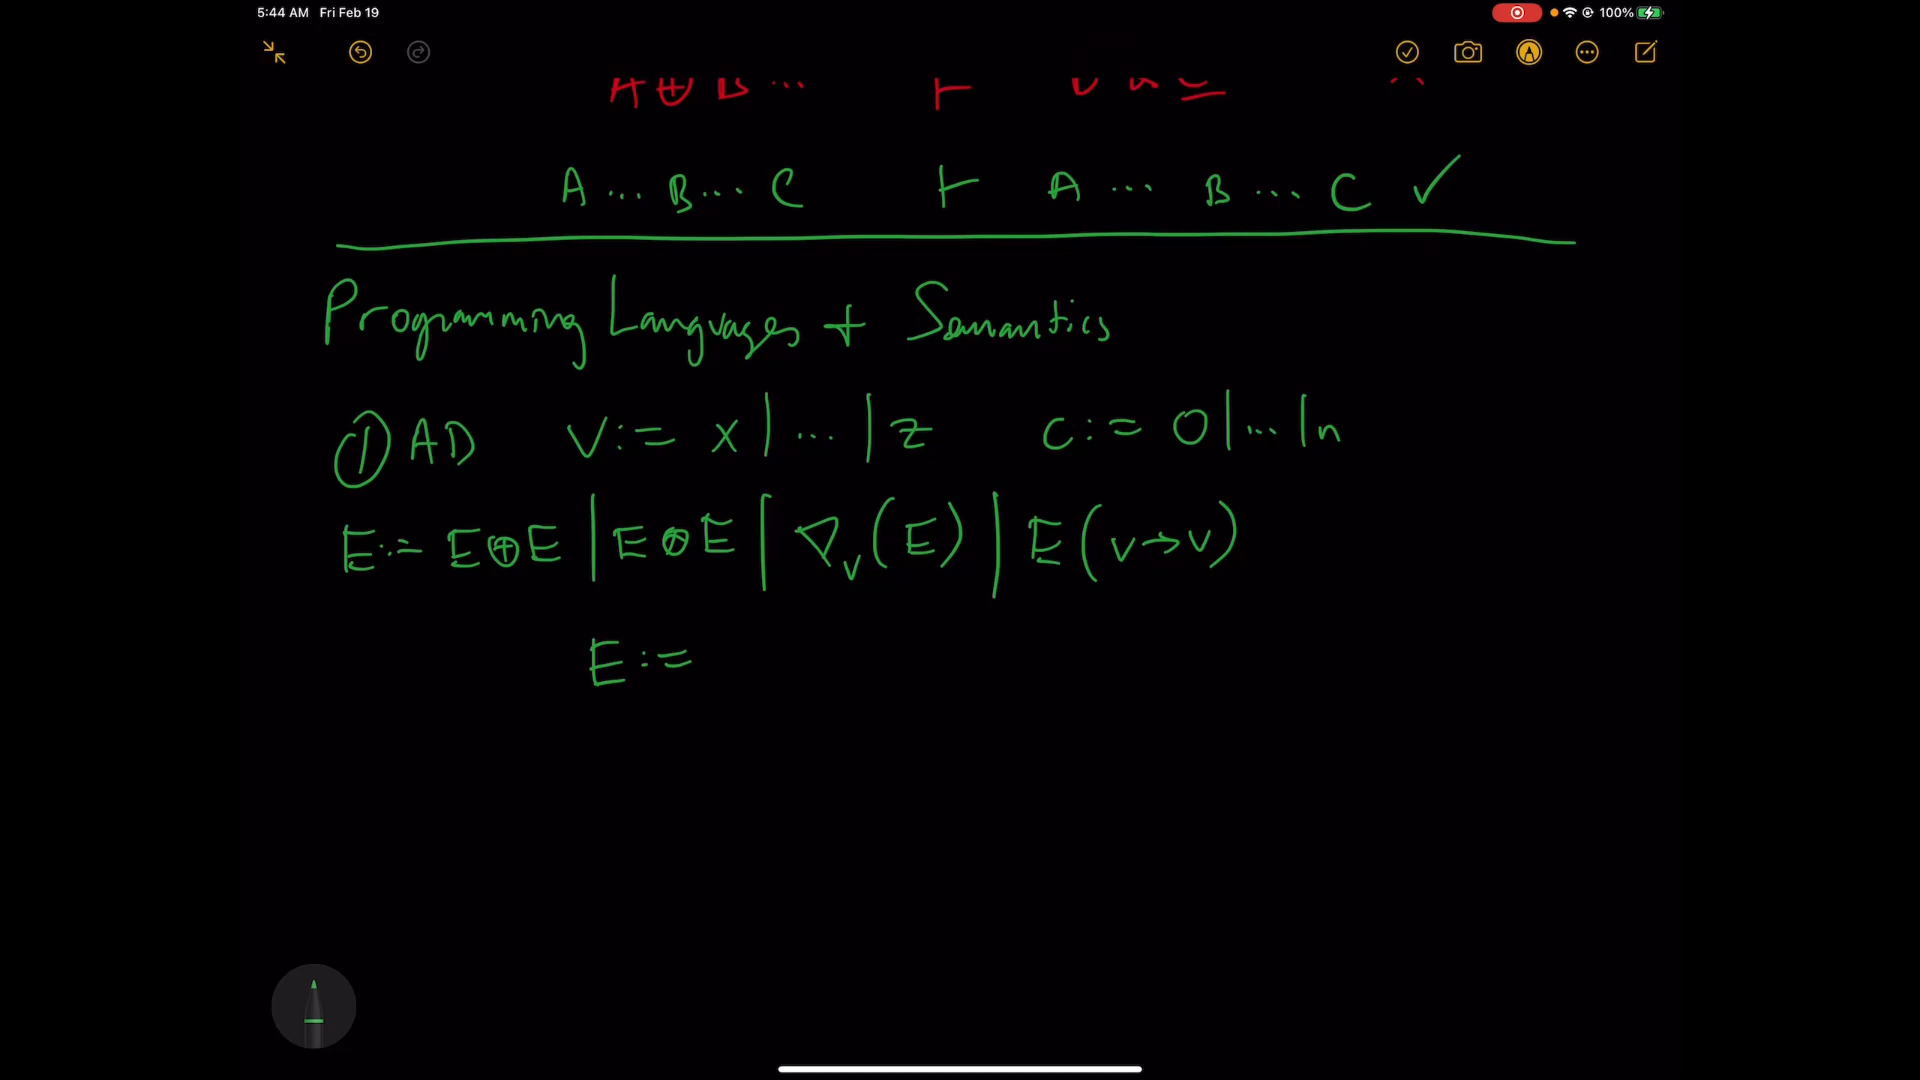 5:44 AM Fri Feb 19 100%
A ⊕ B ... ⊢
A ... B ... C ⊢ A ... B ... C ✓
Programming Languages + Semantics
① AD V := x | ... | z c := 0 | ... | n
E := E ⊕ E | E ⊗ E | ∇v (E) | E (v → v)
E :=